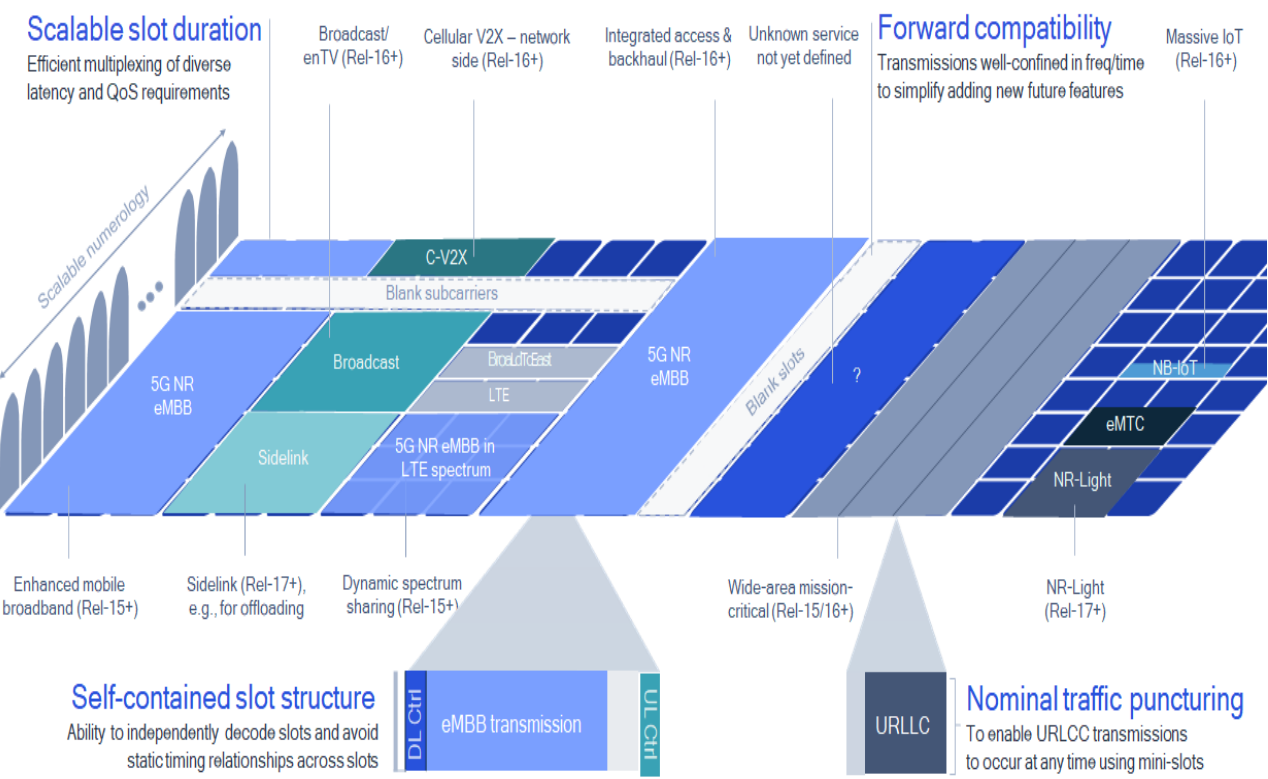 Scalable slot duration
Efficient multiplexing of diverse
latency and QoS requirements
Broadcast/
enTV (Rel-16+)
Cellular V2X – network
side (Rel-16+)
Integrated access &
backhaul (Rel-16+)
Unknown service
not yet defined
Forward compatibility
Transmissions well-confined in freq/time
to simplify adding new future features
Massive IoT
(Rel-16+)
Scalable numerology
C-V2X
Blank subcarriers
5G NR
eMBB
Broadcast
LTE
Sidelink
5G NR eMBB in
LTE spectrum
5G NR
eMBB
Blank slots
?
NB-IoT
eMTC
NR-Light
Enhanced mobile
broadband (Rel-15+)
Sidelink (Rel-17+),
e.g., for offloading
Dynamic spectrum
sharing (Rel-15+)
Wide-area mission-
critical (Rel-15/16+)
NR-Light
(Rel-17+)
Self-contained slot structure
Ability to independently decode slots and avoid
static timing relationships across slots
DL Ctrl
eMBB transmission
UL Ctrl
URLLC
Nominal traffic puncturing
To enable URLCC transmissions
to occur at any time using mini-slots